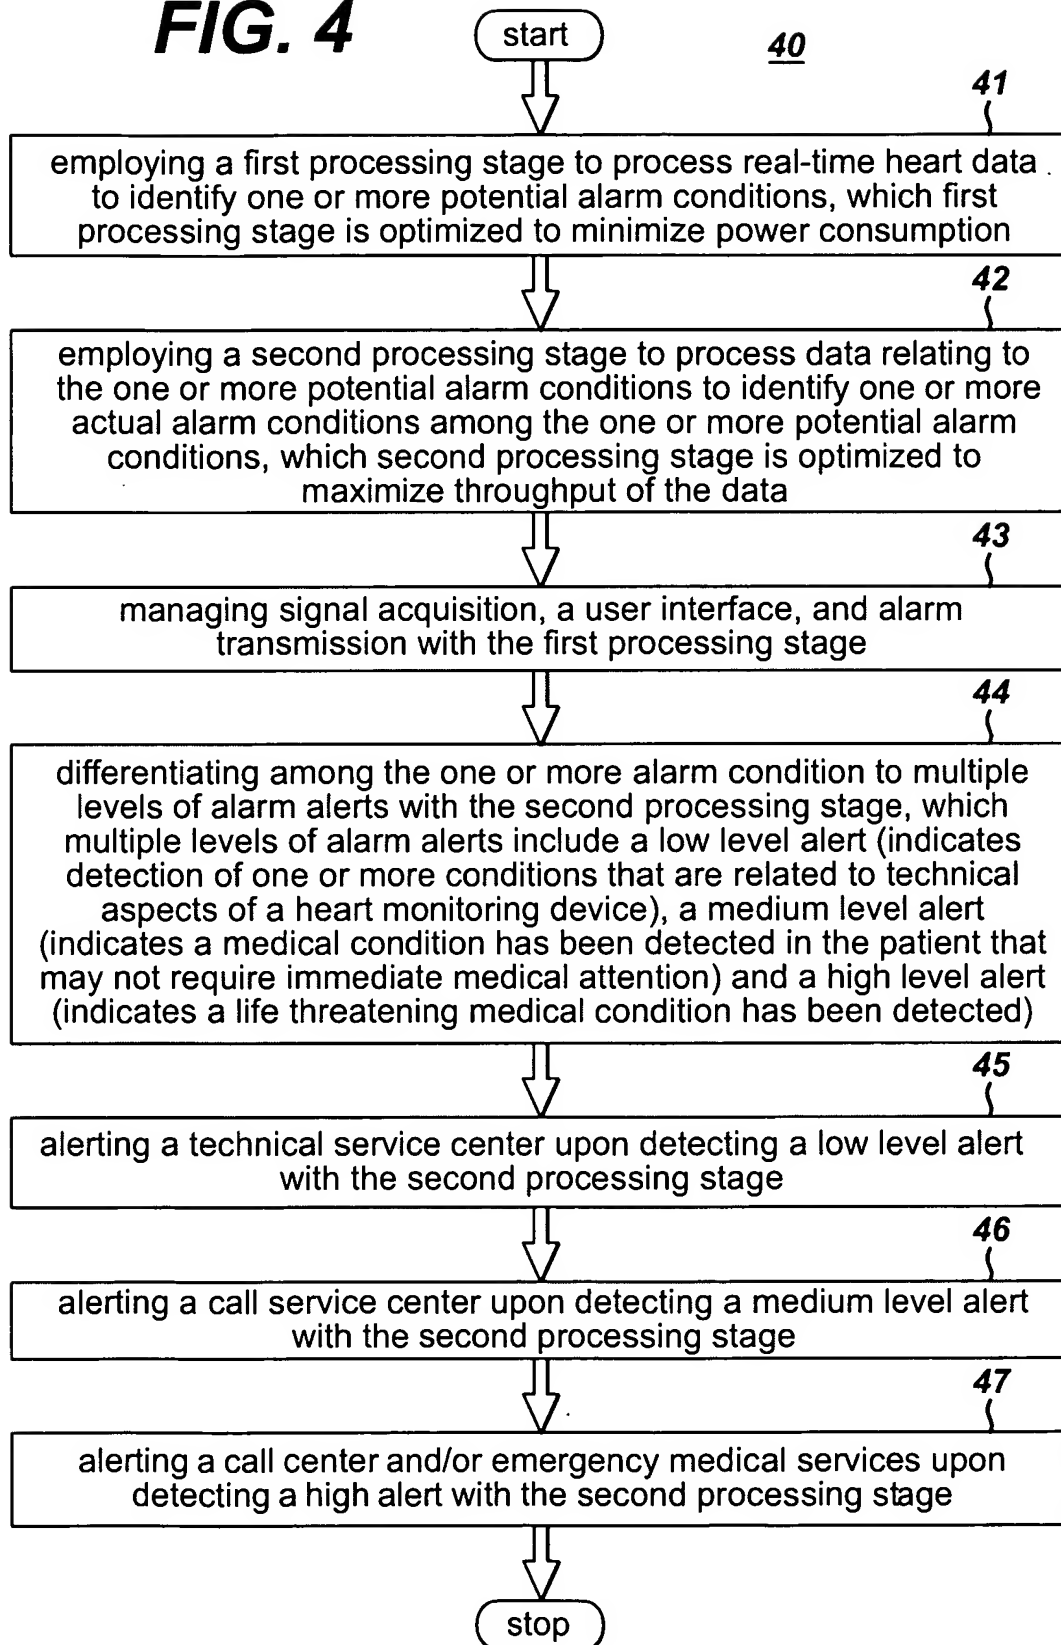 FIG. 4
start
40
41
employing a first processing stage to process real-time heart data
to identify one or more potential alarm conditions, which first
processing stage is optimized to minimize power consumption
42
employing a second processing stage to process data relating to
the one or more potential alarm conditions to identify one or more
actual alarm conditions among the one or more potential alarm
conditions, which second processing stage is optimized to
maximize throughput of the data
43
managing signal acquisition, a user interface, and alarm
transmission with the first processing stage
44
differentiating among the one or more alarm condition to multiple
levels of alarm alerts with the second processing stage, which
multiple levels of alarm alerts include a low level alert (indicates
detection of one or more conditions that are related to technical
aspects of a heart monitoring device), a medium level alert
(indicates a medical condition has been detected in the patient that
may not require immediate medical attention) and a high level alert
(indicates a life threatening medical condition has been detected)
45
alerting a technical service center upon detecting a low level alert
with the second processing stage
46
alerting a call service center upon detecting a medium level alert
with the second processing stage
47
alerting a call center and/or emergency medical services upon
detecting a high alert with the second processing stage
stop